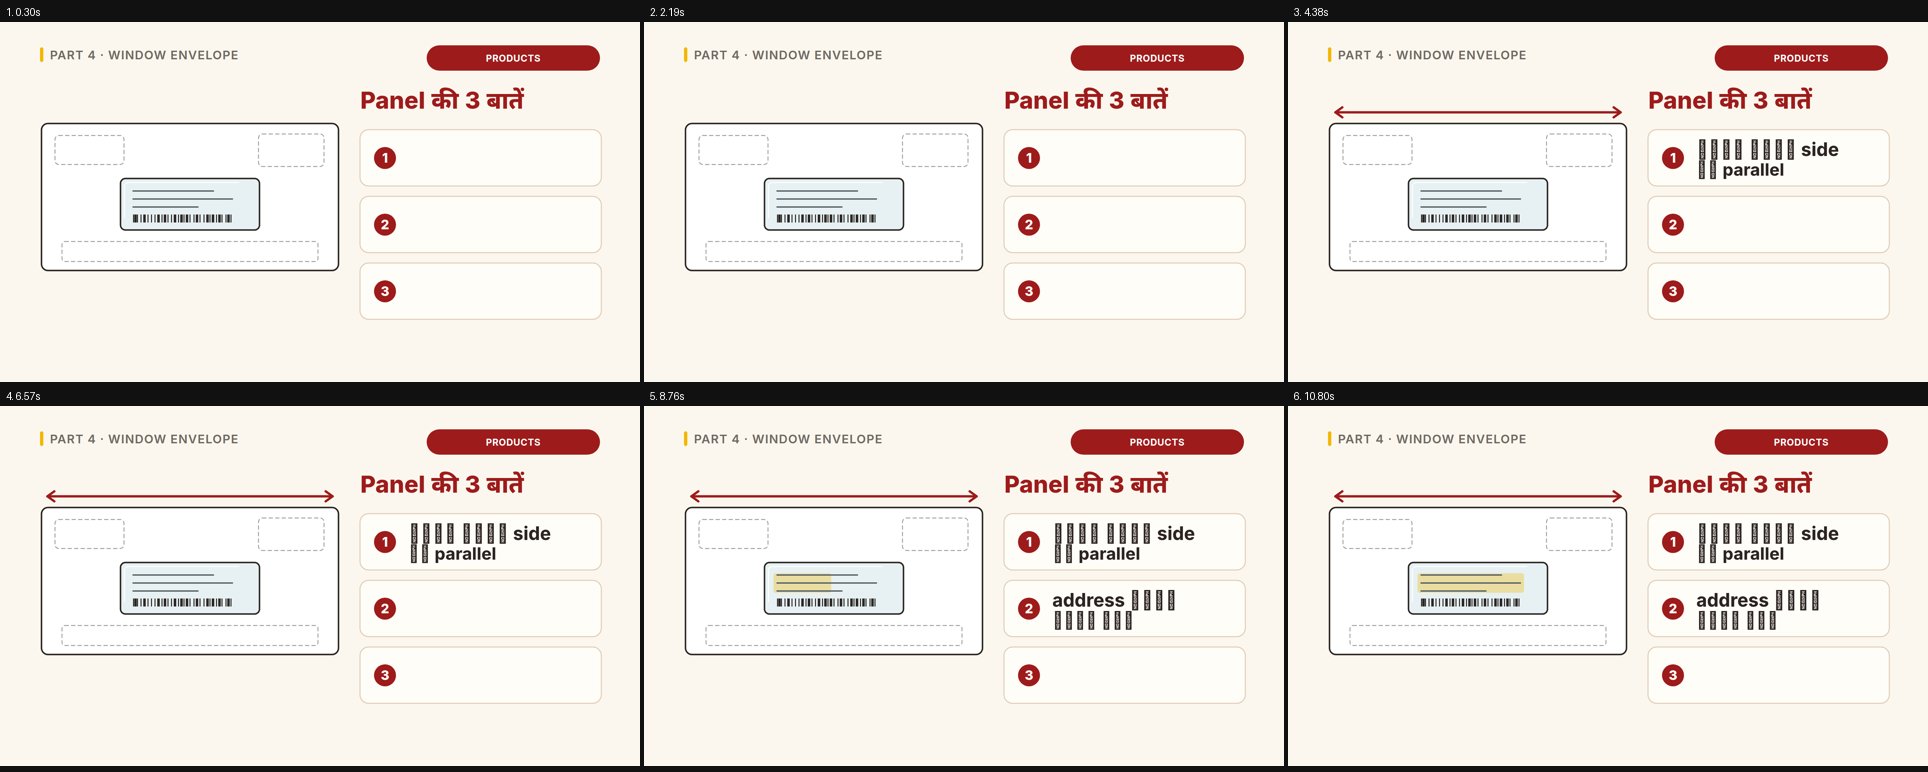 1. 0.30s
PART 4 · WINDOW ENVELOPE
PRODUCTS
Panel की 3 बातें
1
2
3
2. 2.19s
PART 4 · WINDOW ENVELOPE
PRODUCTS
Panel की 3 बातें
1
2
3
3. 4.38s
PART 4 · WINDOW ENVELOPE
PRODUCTS
Panel की 3 बातें
1
side
parallel
2
3
4. 6.57s
PART 4 · WINDOW ENVELOPE
PRODUCTS
Panel की 3 बातें
1
side
parallel
2
3
5. 8.76s
PART 4 · WINDOW ENVELOPE
PRODUCTS
Panel की 3 बातें
1
side
parallel
2
address
3
6. 10.80s
PART 4 · WINDOW ENVELOPE
PRODUCTS
Panel की 3 बातें
1
side
parallel
2
address
3